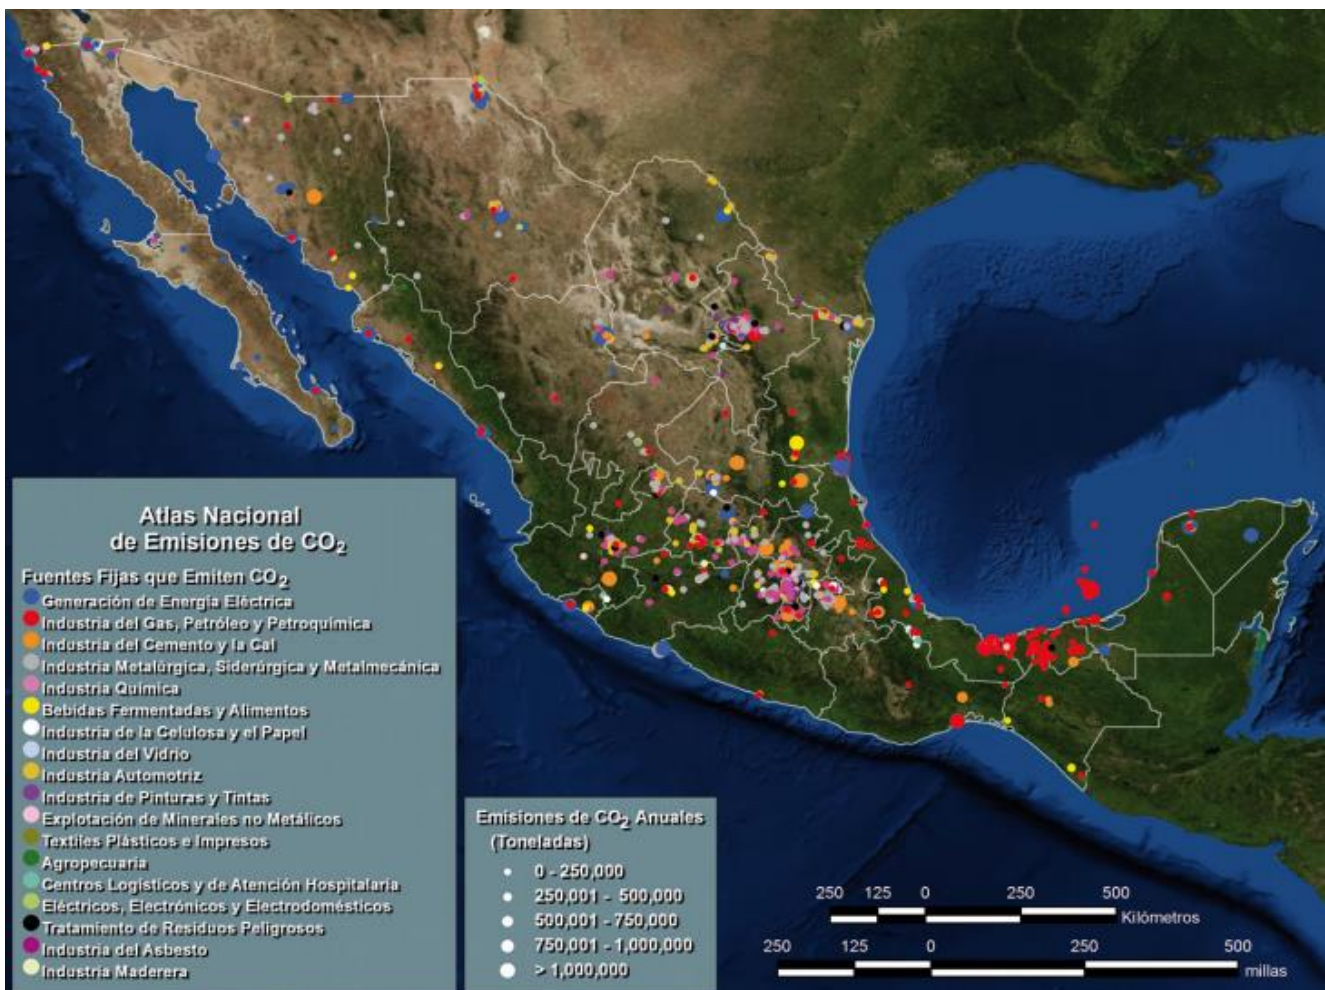 Atlas Nacional
de Emisiones de CO2
Fuentes Fijas que Emiten CO2
Generación de Energía Eléctrica
Industria del Gas, Petróleo y Petroquímica
Industria del Cemento y la Cal
Industria Metalúrgica, Siderúrgica y Metalmecánica
Industria Química
Bebidas Fermentadas y Alimentos
Industria de la Celulosa y el Papel
Industria del Vidrio
Industria Automotriz
Industria de Pinturas y Tintas
Explotación de Minerales no Metálicos
Textiles Plásticos e Impresos
Agropecuaria
Centros Logísticos y de Atención Hospitalaria
Eléctricos, Electrónicos y Electrodomésticos
Tratamiento de Residuos Peligrosos
Industria del Asbesto
Industria Maderera
Emisiones de CO2 Anuales
(Toneladas)
0 - 250,000
250,001 - 500,000
500,001 - 750,000
750,001 - 1,000,000
> 1,000,000
250 125 0 250 500
Kilómetros
250 125 0 250 500
millas